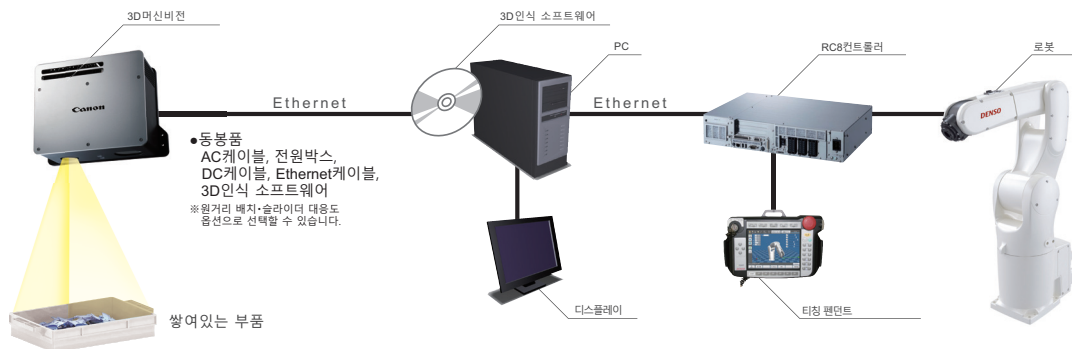 3D머신비전
3D인식 소프트웨어
PC
RC8컨트롤러
로봇
Canon
Ethernet
Ethernet
DENSO
●동봉품
AC케이블, 전원박스,
DC케이블, Ethernet케이블,
3D인식 소프트웨어
※원거리 배치•슬라이더 대응도
옵션으로 선택할 수 있습니다.
디스플레이
티칭 펜던트
쌓여있는 부품